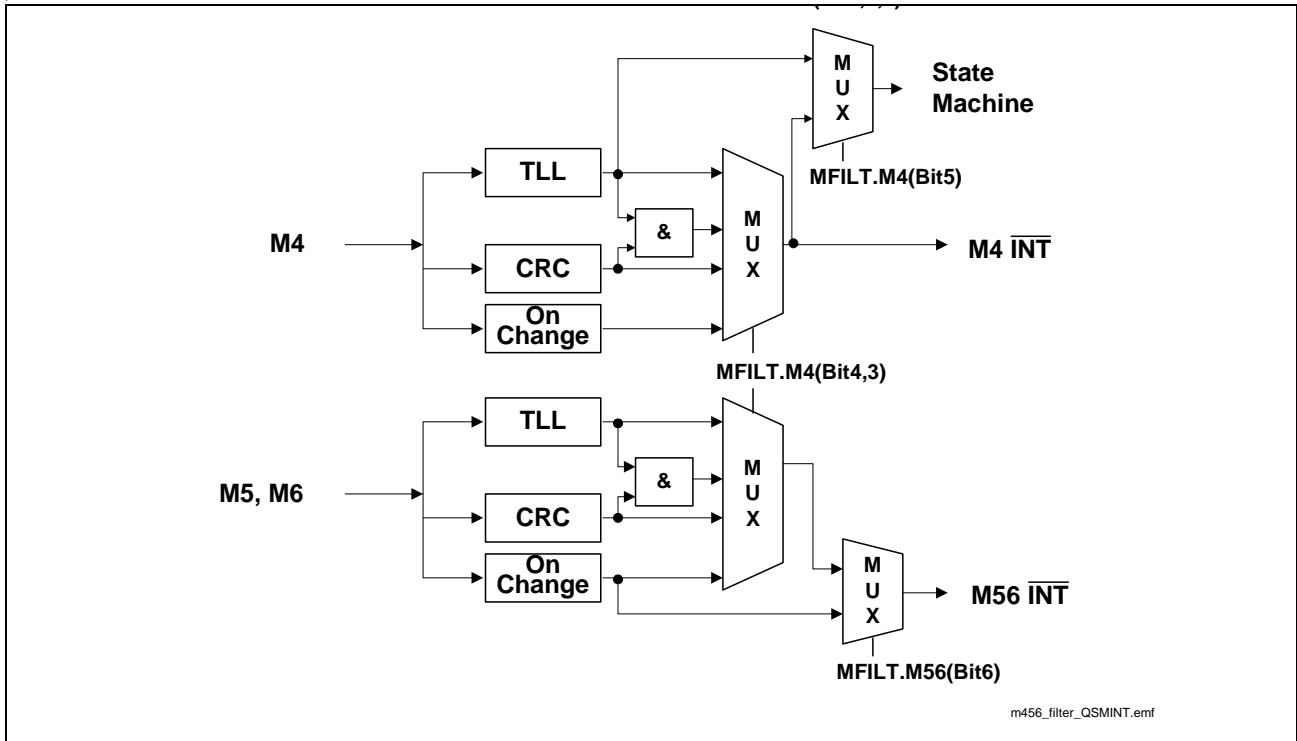 State
Machine
M
U
X
MFILT.M4(Bit5)
TLL
M4
&
CRC
On
Change
M
U
X
M4 INT
MFILT.M4(Bit4,3)
TLL
M5, M6
&
CRC
On
Change
M
U
X
M
U
X
M56 INT
MFILT.M56(Bit6)
m456_filter_QSMINT.emf